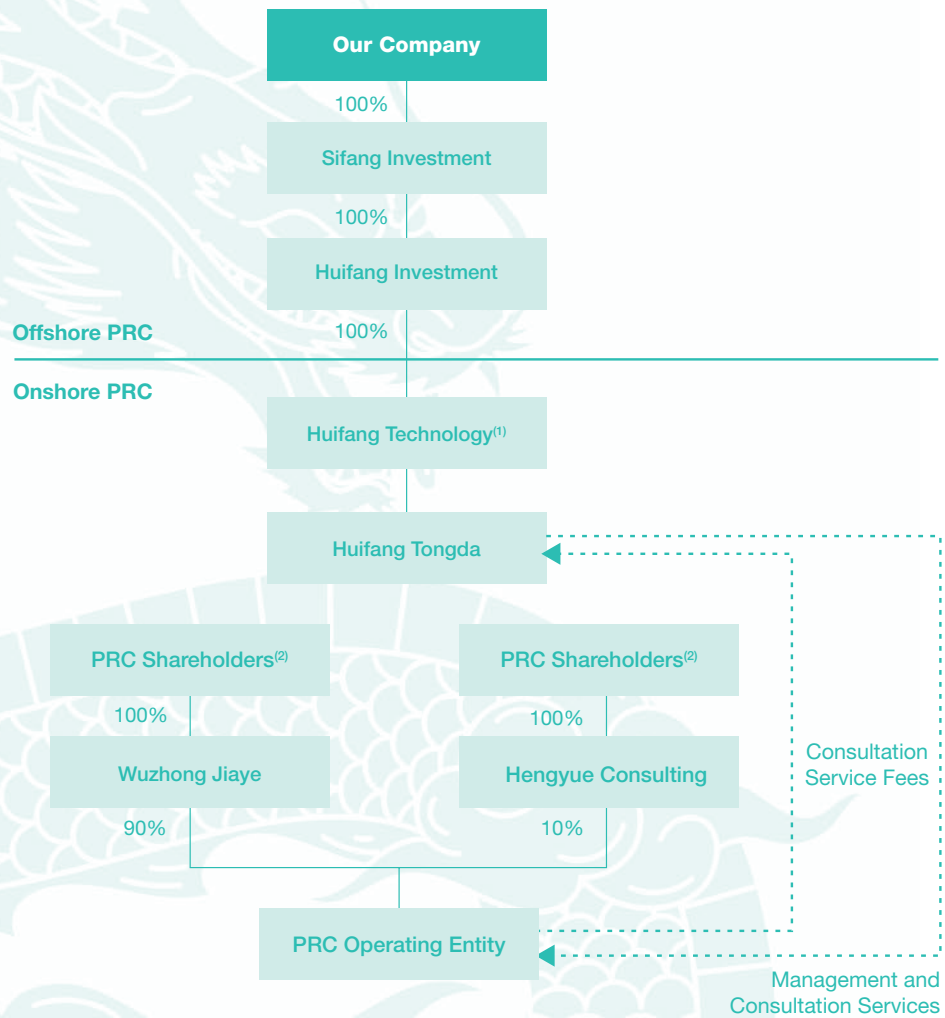 Our Company
100%
Sifang Investment
100%
Huifang Investment
Offshore PRC
100%
Onshore PRC
Huifang Technology(1)
Huifang Tongda
PRC Shareholders(2)
PRC Shareholders(2)
100%
100%
Wuzhong Jiaye
Hengyue Consulting
Consultation
Service Fees
90%
10%
PRC Operating Entity
Management and
Consultation Services